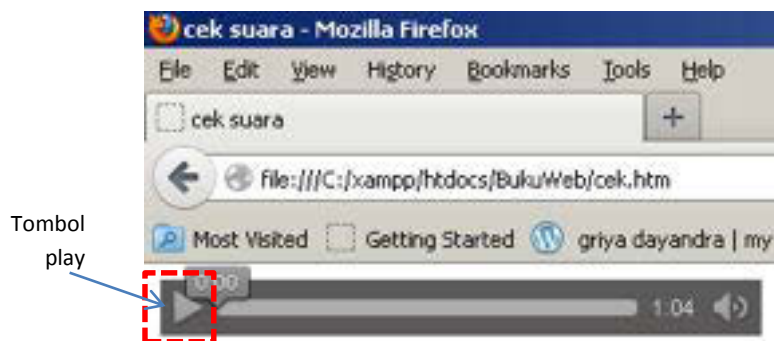 cek suara - Mozilla Firefox
File Edit View History Bookmarks Tools Help
cek suara +
file:///C:/xampp/htdocs/BukuWeb/cek.htm
Most Visited Getting Started griya dayandra | my
Tombol
play
0:00
1:04